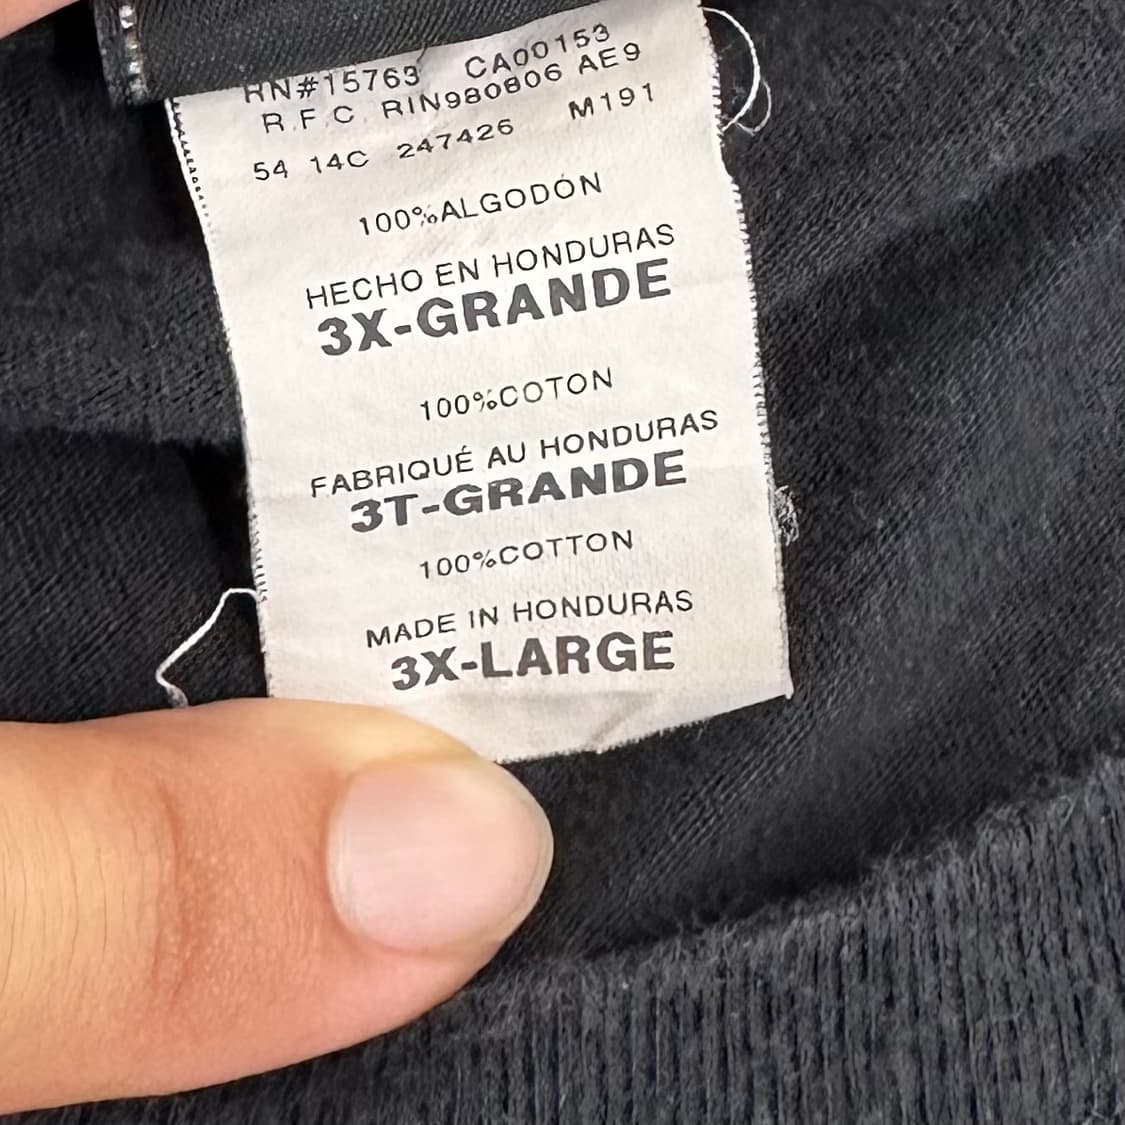 RN#15763 CA00153
R.F.C. RIN980806 AE9
54 14C 247426 M191
100%ALGODÓN
HECHO EN HONDURAS
3X-GRANDE
100%COTON
FABRIQUÉ AU HONDURAS
3T-GRANDE
100%COTTON
MADE IN HONDURAS
3X-LARGE